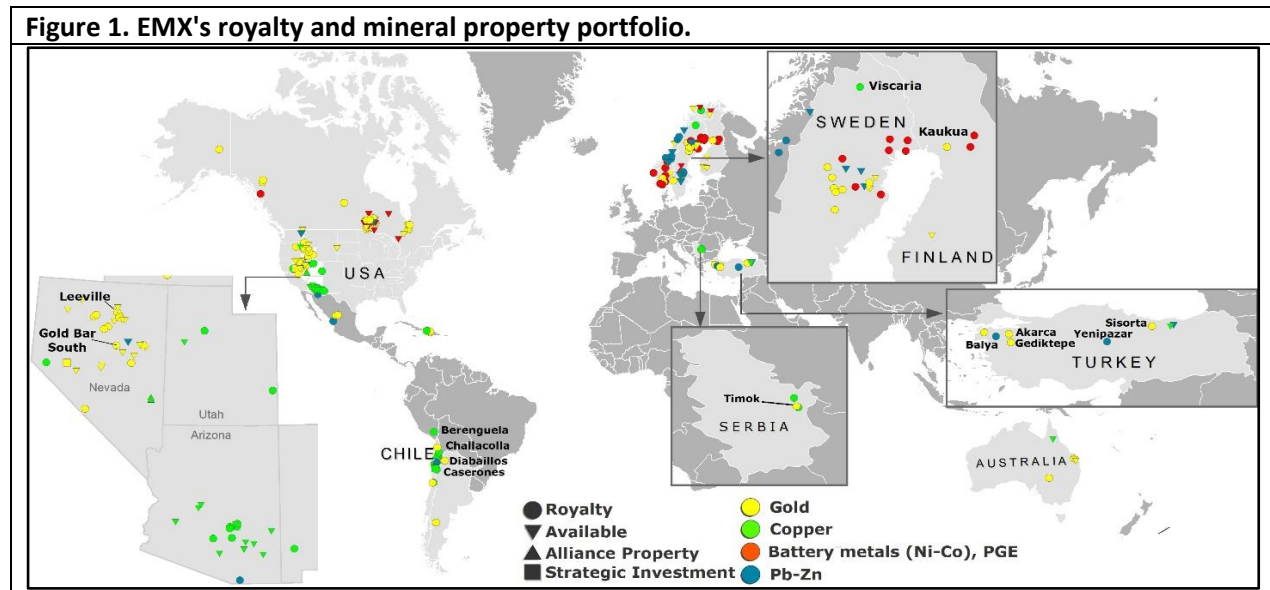 Figure 1. EMX's royalty and mineral property portfolio.
Viscaria
SWEDEN
Kaukua
FINLAND
USA
Leeville
Gold Bar
South
Nevada
Utah
Arizona
Sisorta
Akarca
Yenipazar
Gediktepe
Balya
TURKEY
Timok
SERBIA
Berenguela
Challacolla
CHILE
Diabaillos
Caserones
AUSTRALIA
Royalty
Available
Alliance Property
Strategic Investment
Gold
Copper
Battery metals (Ni-Co), PGE
Pb-Zn